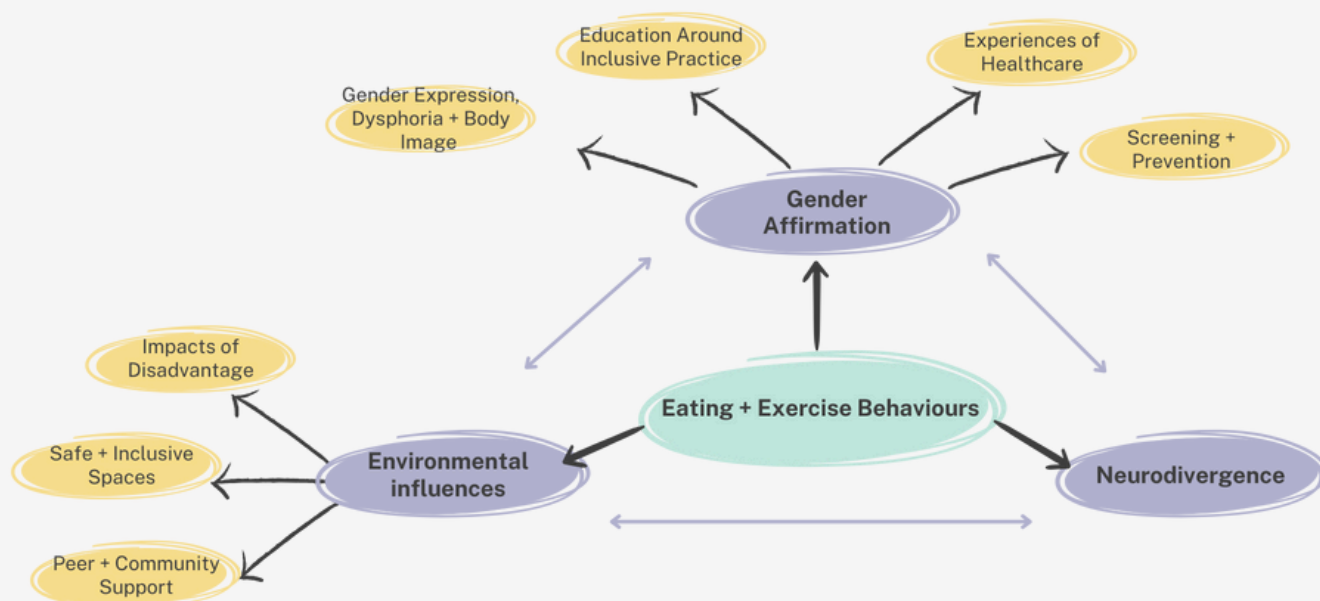 Education Around
Inclusive Practice
Experiences of
Healthcare
Gender Expression,
Dysphoria + Body
Image
Screening +
Prevention
Gender
Affirmation
Impacts of
Disadvantage
Eating + Exercise Behaviours
Safe + Inclusive
Spaces
Environmental
influences
Neurodivergence
Peer + Community
Support